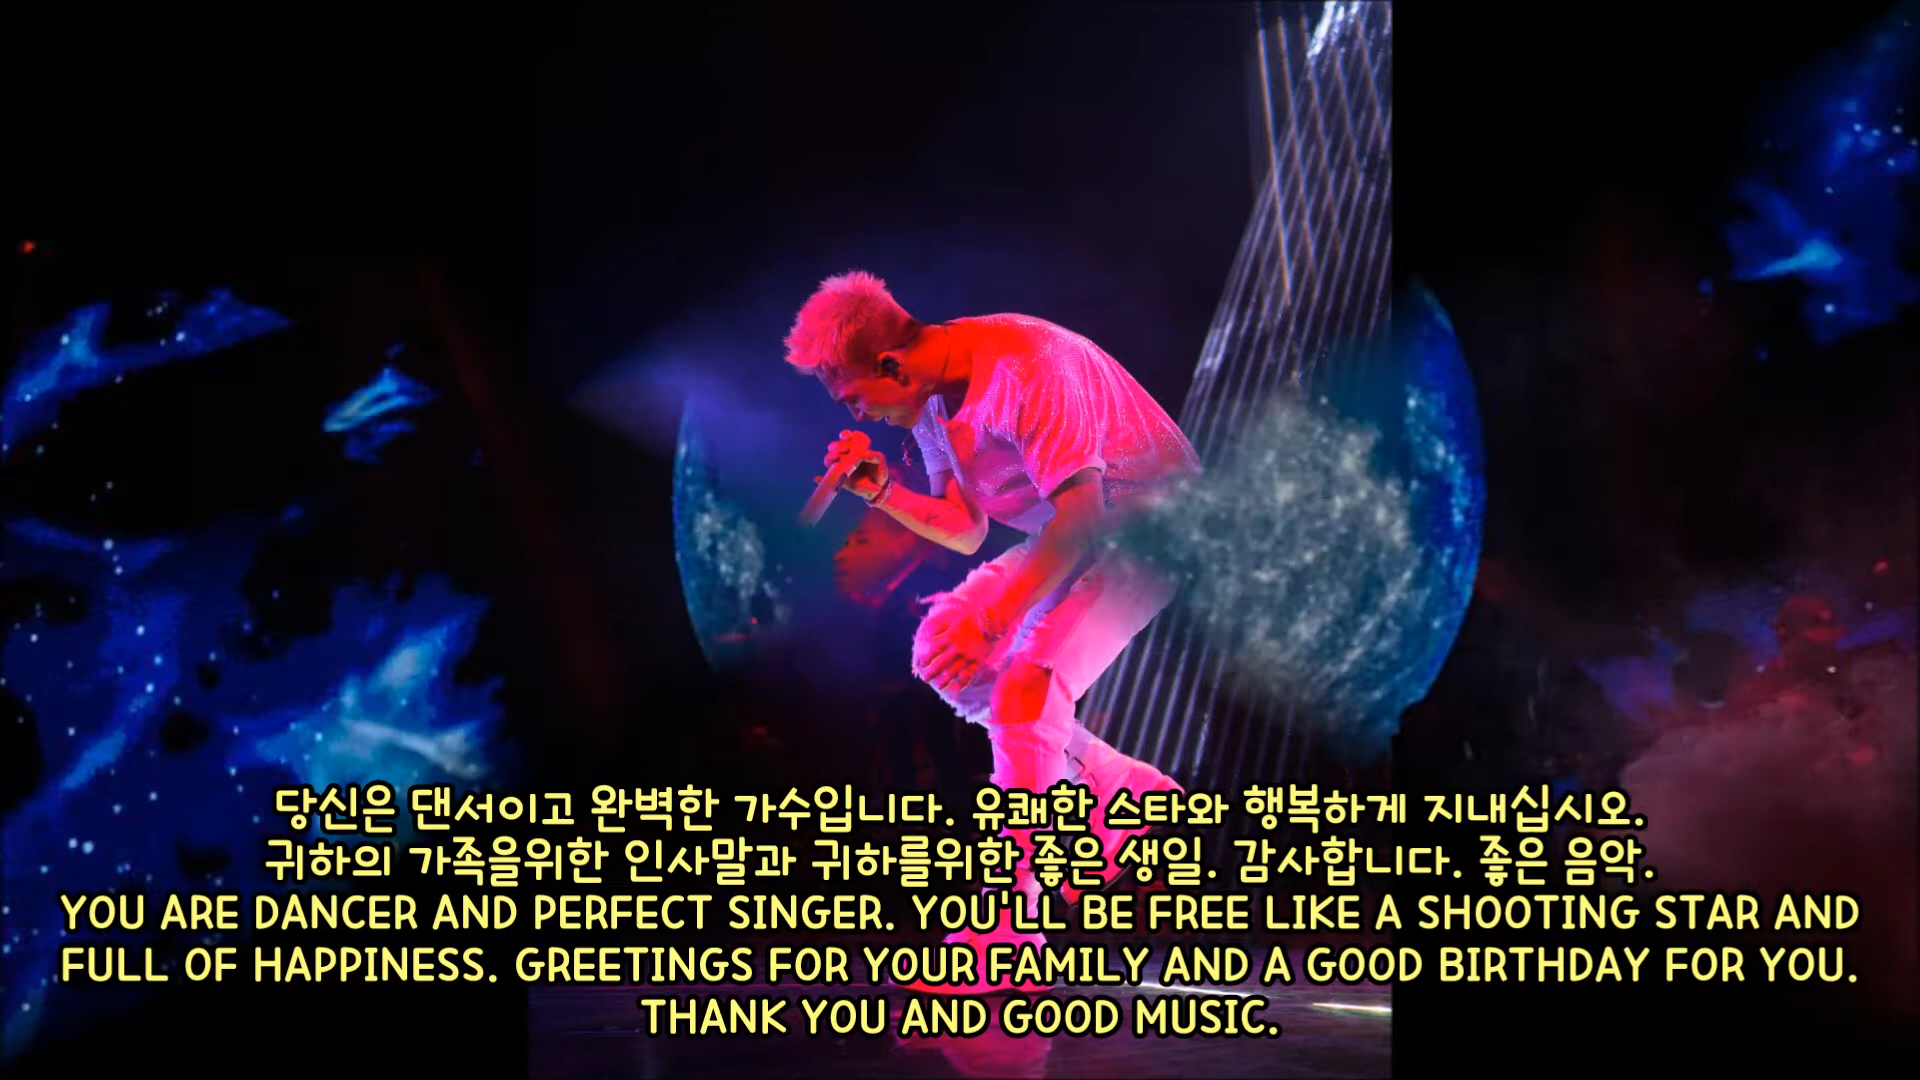 당신은 댄서이고 완벽한 가수입니다. 유쾌한 스타와 행복하게 지내십시오.
귀하의 가족을위한 인사말과 귀하를위한 좋은 생일. 감사합니다. 좋은 음악.
YOU ARE DANCER AND PERFECT SINGER. YOU'LL BE FREE LIKE A SHOOTING STAR AND
FULL OF HAPPINESS. GREETINGS FOR YOUR FAMILY AND A GOOD BIRTHDAY FOR YOU.
THANK YOU AND GOOD MUSIC.